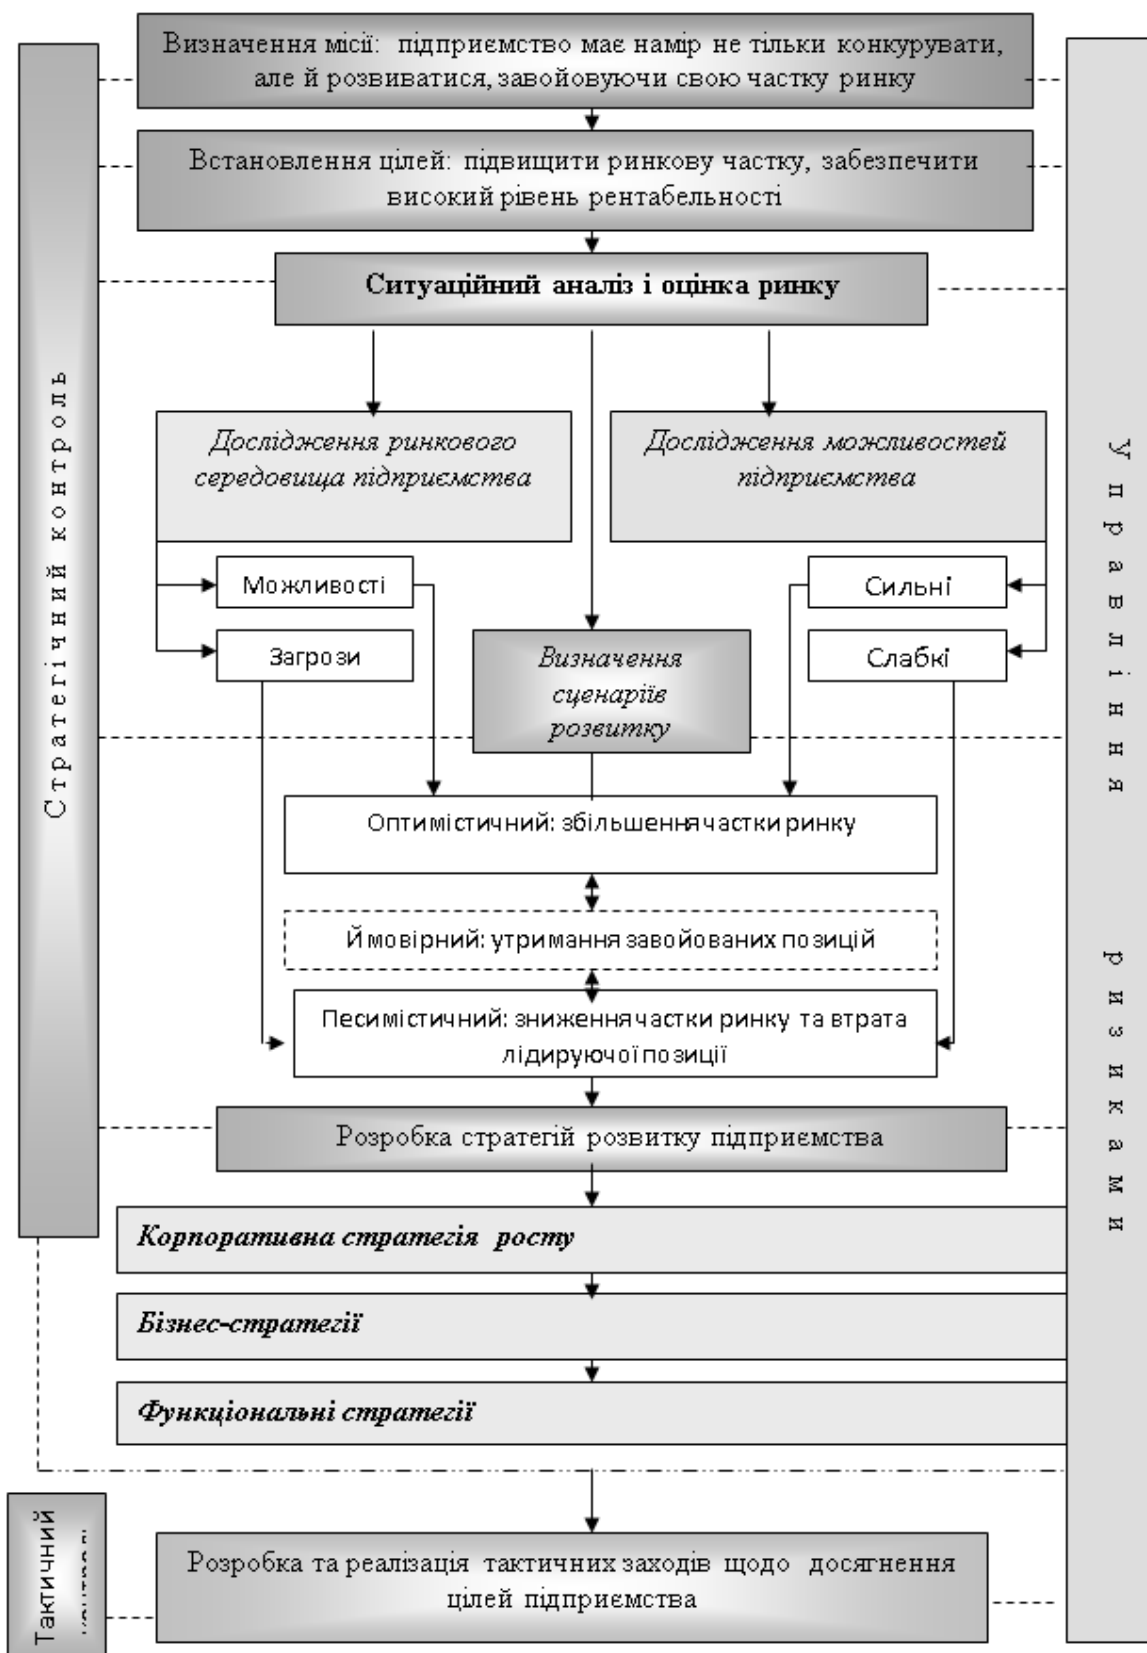 Визначення місії: підприємство має намір не тільки конкурувати,
але й розвиватися, завойовуючи свою частку ринку
Встановлення цілей: підвищити ринкову частку, забезпечити
високий рівень рентабельності
Ситуаційний аналіз і оцінка ринку
Стратегічний контроль
Управління ризиками
Дослідження ринкового
середовища підприємства
Дослідження можливостей
підприємства
Можливості
Сильні
Загрози
Слабкі
Визначення
сценаріїв
розвитку
Оптимістичний: збільшення частки ринку
Ймовірний: утримання завойованих позицій
Песимістичний: зниження частки ринку та втрата
лідируючої позиції
Розробка стратегій розвитку підприємства
Корпоративна стратегія росту
Бізнес-стратегії
Функціональні стратегії
Тактичний
Розробка та реалізація тактичних заходів щодо досягнення
цілей підприємства